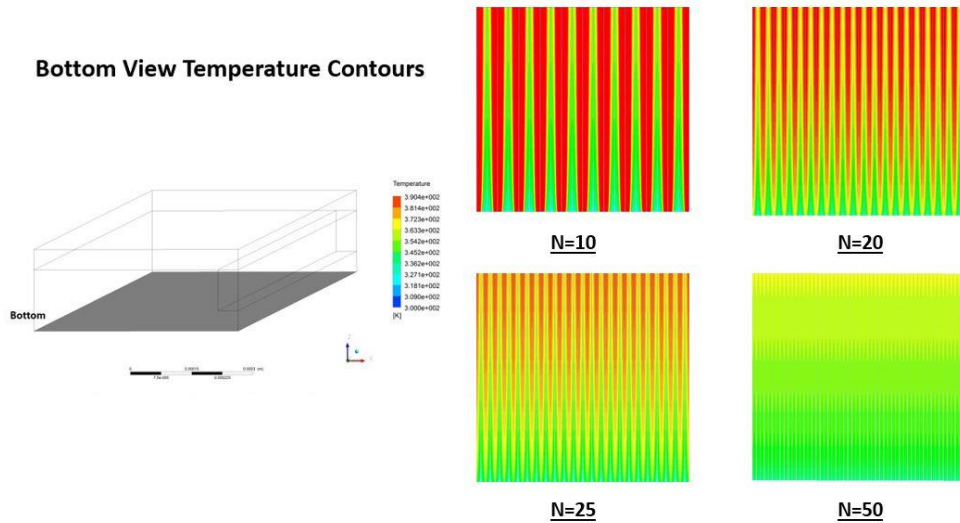 Bottom View Temperature Contours
Temperature
3.904e+002
3.814e+002
3.723e+002
3.633e+002
3.542e+002
3.452e+002
3.362e+002
3.271e+002
3.181e+002
3.090e+002
3.000e+002
[K]
Bottom
N=10
N=20
N=25
N=50